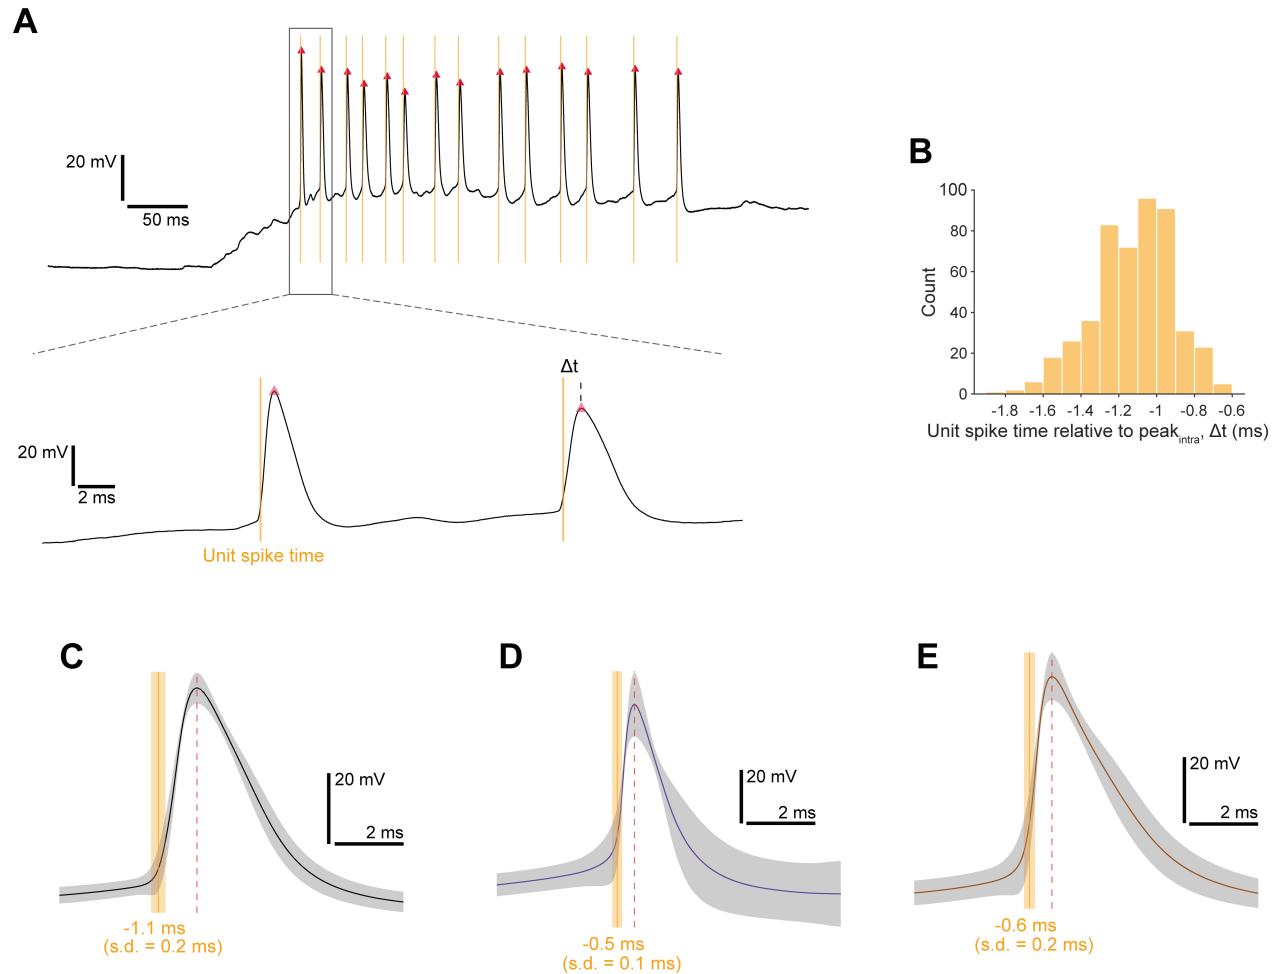 A
20 mV
50 ms
B
100
80
60
40
20
0
Count
-1.8 -1.6 -1.4 -1.2 -1 -0.8 -0.6
Unit spike time relative to peakintra, Δt (ms)
Δt
20 mV
2 ms
Unit spike time
C
20 mV
2 ms
-1.1 ms
(s.d. = 0.2 ms)
D
20 mV
2 ms
-0.5 ms
(s.d. = 0.1 ms)
E
20 mV
2 ms
-0.6 ms
(s.d. = 0.2 ms)